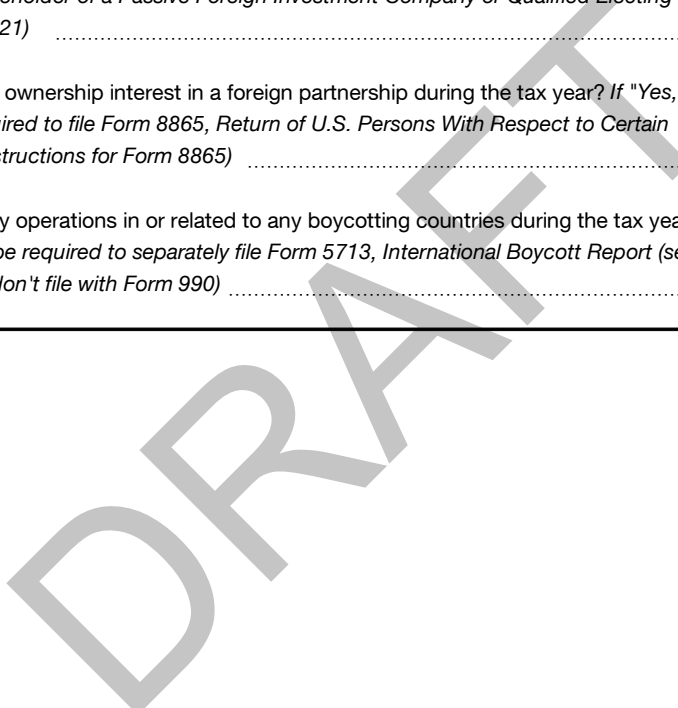 eholder of a Passive Foreign Investment Company or Qualified Electing
21)
ownership interest in a foreign partnership during the tax year? If "Yes,
uired to file Form 8865, Return of U.S. Persons With Respect to Certain
structions for Form 8865)
y operations in or related to any boycotting countries during the tax yea
be required to separately file Form 5713, International Boycott Report (se
don't file with Form 990)
DRAFT